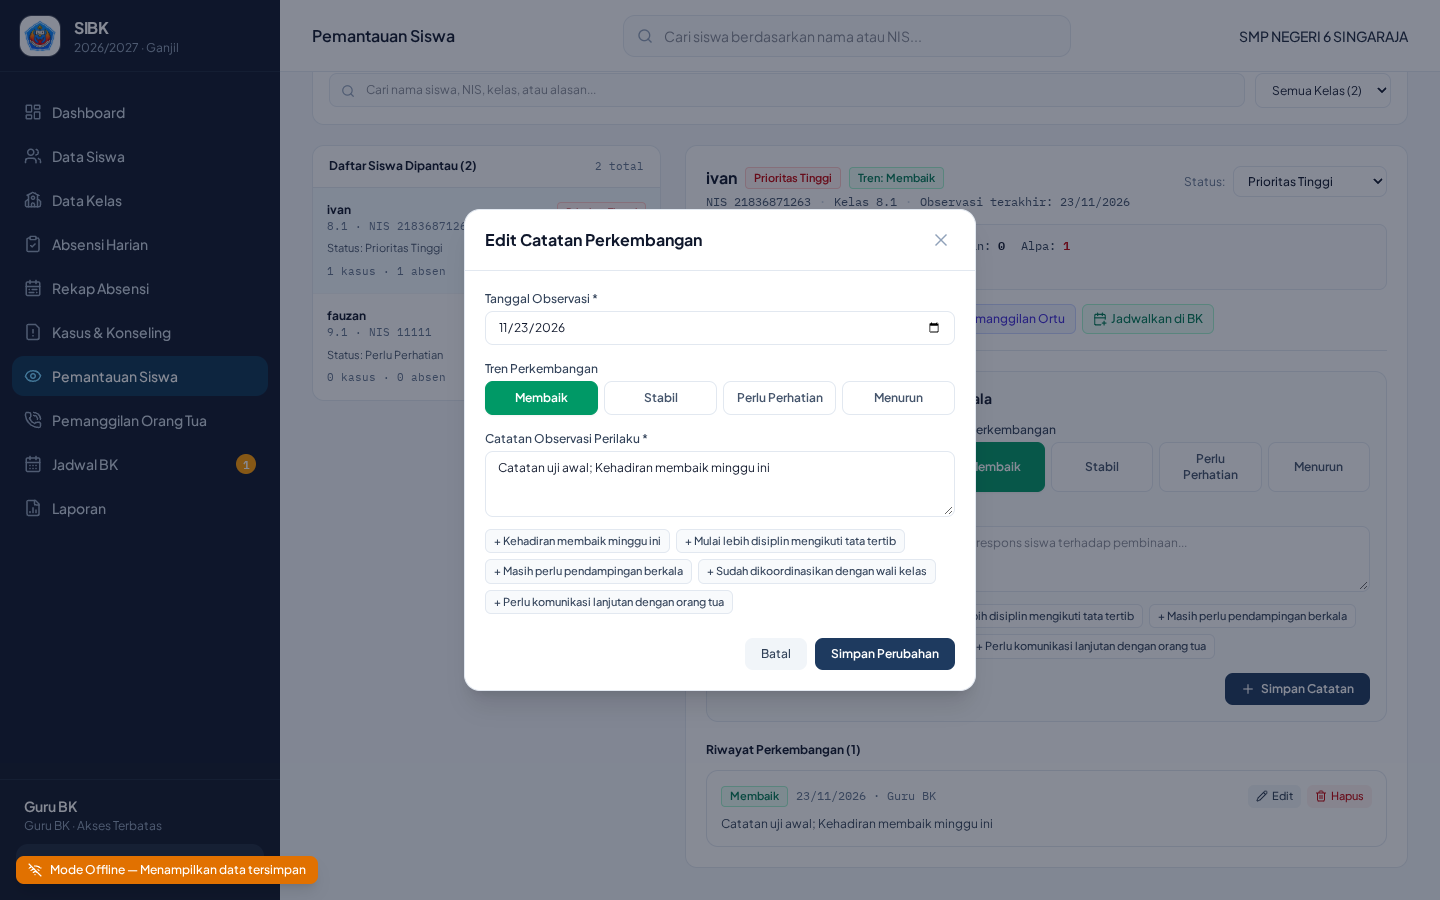 SIBK
2026/2027 · Ganjil
Dashboard
Data Siswa
Data Kelas
Absensi Harian
Rekap Absensi
Kasus & Konseling
Pemantauan Siswa
Pemanggilan Orang Tua
Jadwal BK
1
Laporan
Guru BK
Guru BK · Akses Terbatas
Mode Offline — Menampilkan data tersimpan
Pemantauan Siswa
Cari siswa berdasarkan nama atau NIS...
SMP NEGERI 6 SINGARAJA
Cari nama siswa, NIS, kelas, atau alasan...
Semua Kelas (2)
Daftar Siswa Dipantau (2)
2 total
ivan
8.1 · NIS 2183687126
Status: Prioritas Tinggi
1 kasus · 1 absen
fauzan
9.1 · NIS 11111
Status: Perlu Perhatian
0 kasus · 0 absen
ivan
Prioritas Tinggi
Tren: Membaik
Status:
Prioritas Tinggi
NIS 21836871263 · Kelas 8.1 · Observasi terakhir: 23/11/2026
n: 0 Alpa: 1
manggilan Ortu
Jadwalkan di BK
ala
erkembangan
embaik
Stabil
Perlu
Perhatian
Menurun
respons siswa terhadap pembinaan...
bih disiplin mengikuti tata tertib
+ Masih perlu pendampingan berkala
+ Perlu komunikasi lanjutan dengan orang tua
Simpan Catatan
Riwayat Perkembangan (1)
Membaik
23/11/2026 · Guru BK
Edit
Hapus
Catatan uji awal; Kehadiran membaik minggu ini
Edit Catatan Perkembangan
Tanggal Observasi *
11/23/2026
Tren Perkembangan
Membaik
Stabil
Perlu Perhatian
Menurun
Catatan Observasi Perilaku *
Catatan uji awal; Kehadiran membaik minggu ini
+ Kehadiran membaik minggu ini
+ Mulai lebih disiplin mengikuti tata tertib
+ Masih perlu pendampingan berkala
+ Sudah dikoordinasikan dengan wali kelas
+ Perlu komunikasi lanjutan dengan orang tua
Batal
Simpan Perubahan